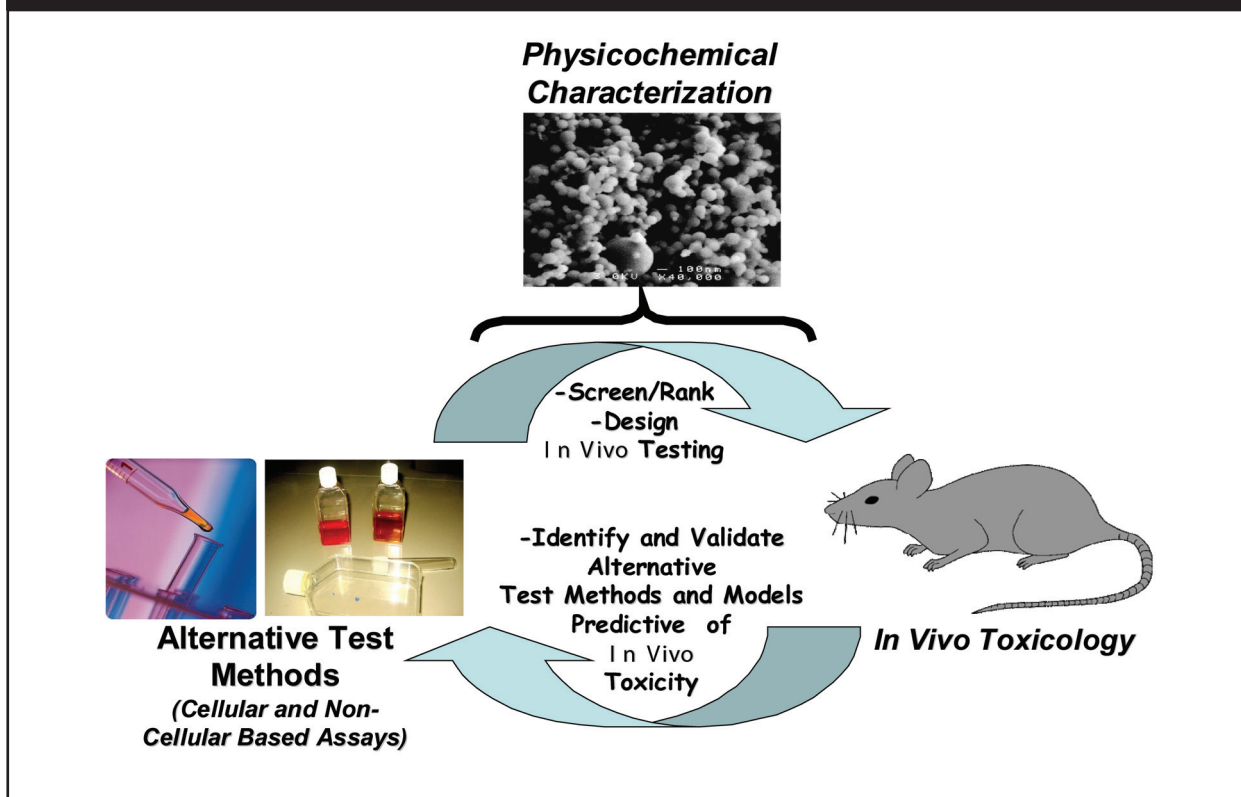 Physicochemical
Characterization
100nm
X40,000
-Screen/Rank
-Design
In Vivo Testing
-Identify and Validate
Alternative
Test Methods and Models
Predictive of
In Vivo
Toxicity
Alternative Test
Methods
(Cellular and Non-
Cellular Based Assays)
In Vivo Toxicology